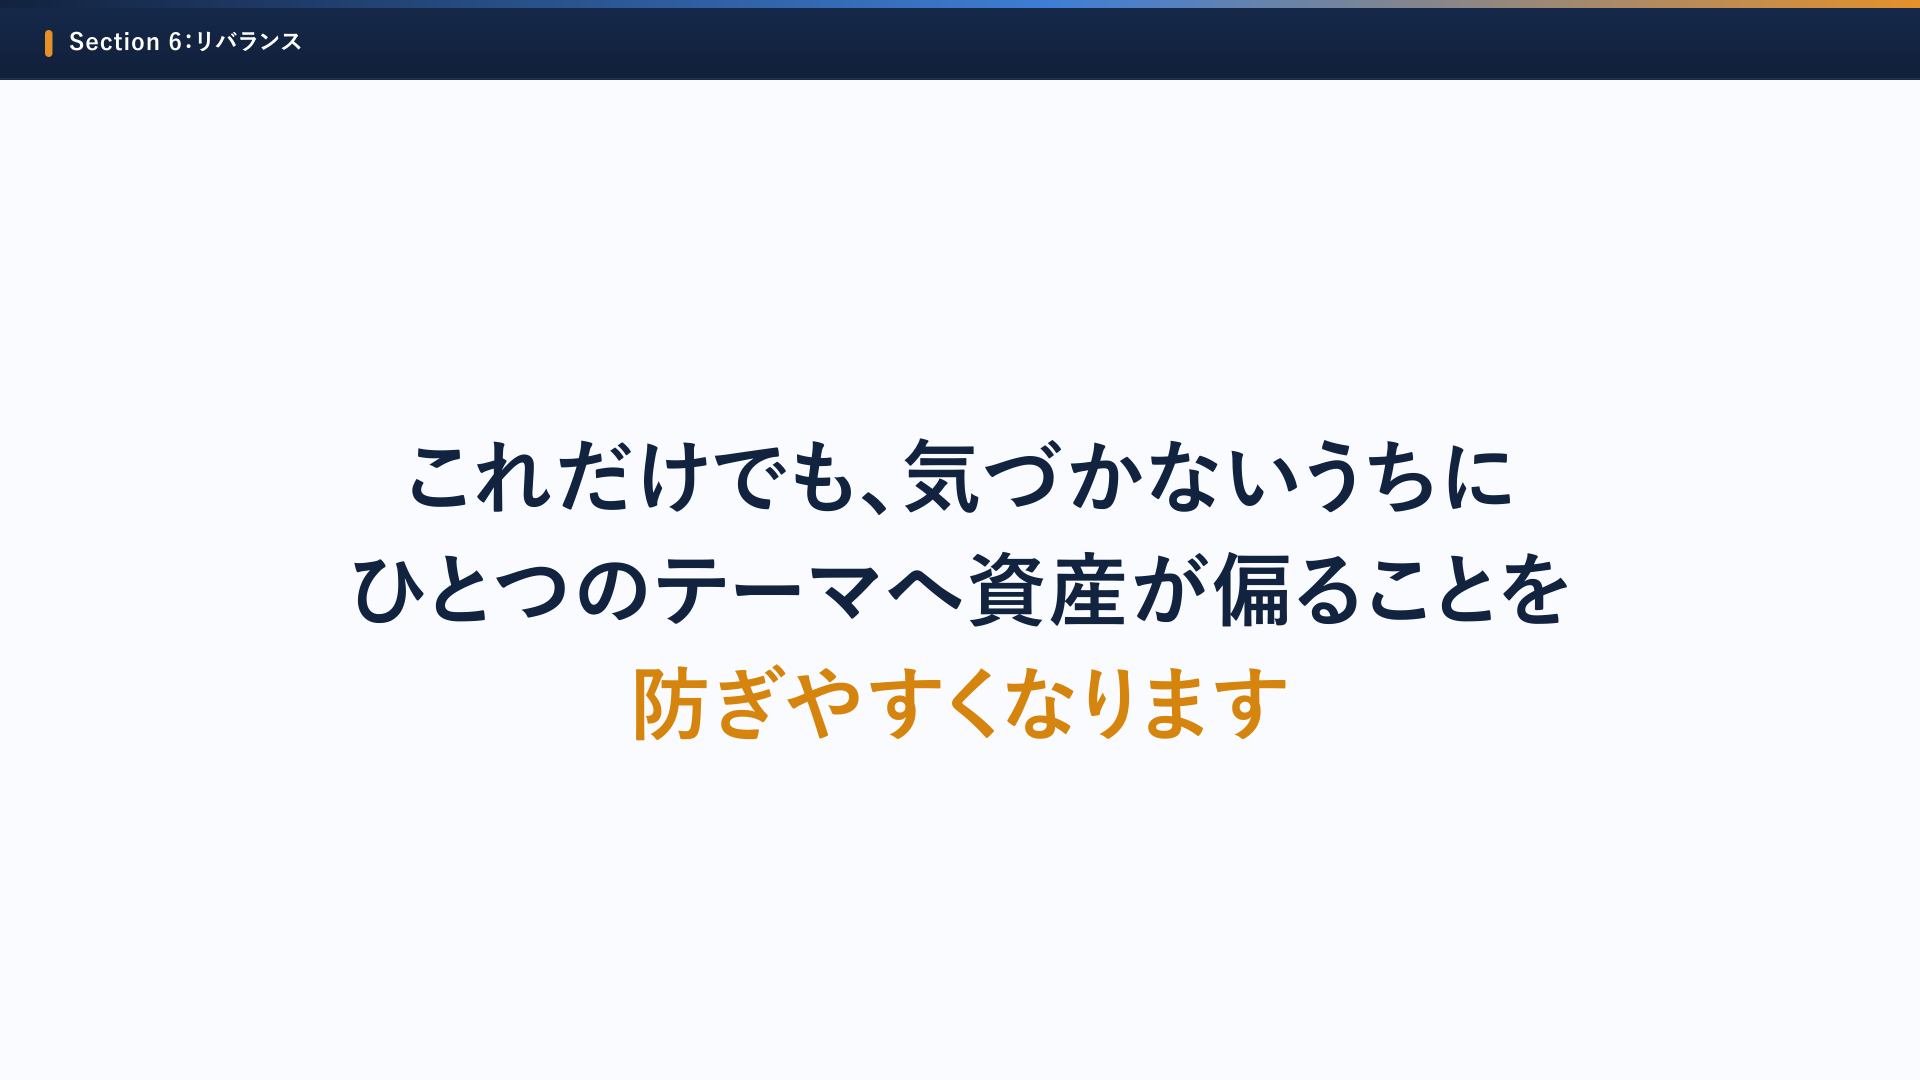 Section 6：リバランス
これだけでも、気づかないうちに
ひとつのテーマへ資産が偏ることを
防ぎやすくなります